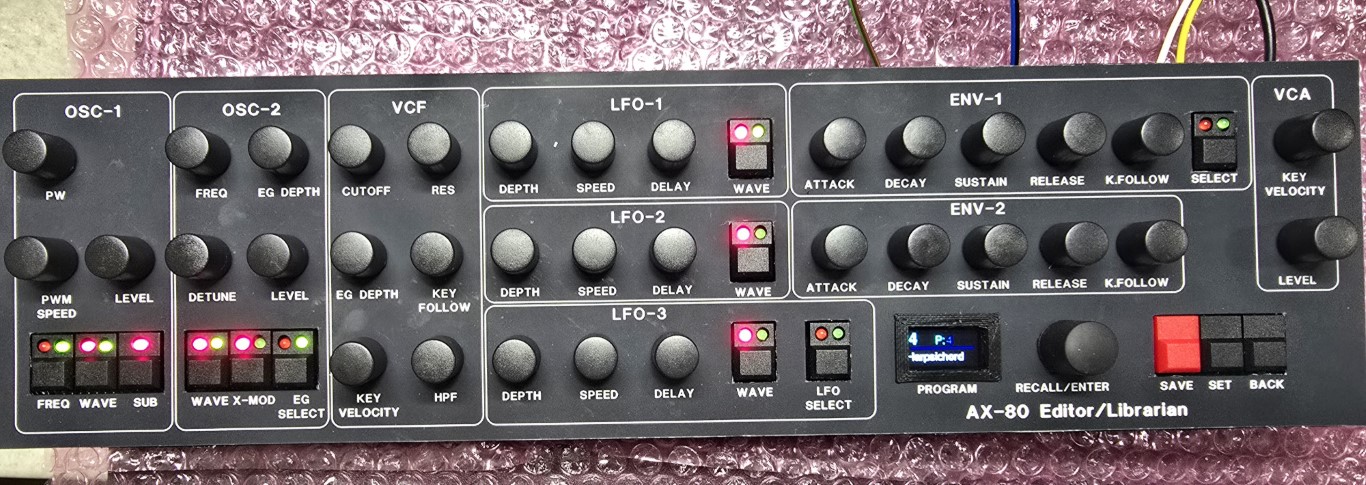 OSC-1
PW
PWM
SPEED
LEVEL
FREQ WAVE SUB
OSC-2
FREQ EG DEPTH
DETUNE LEVEL
WAVE X-MOD EG
SELECT
VCF
CUTOFF RES
EG DEPTH KEY
FOLLOW
KEY
VELOCITY
HPF
LFO-1
DEPTH SPEED DELAY WAVE
LFO-2
DEPTH SPEED DELAY WAVE
LFO-3
DEPTH SPEED DELAY WAVE LFO
SELECT
ENV-1
ATTACK DECAY SUSTAIN RELEASE K.FOLLOW SELECT
ENV-2
ATTACK DECAY SUSTAIN RELEASE K.FOLLOW
VCA
KEY
VELOCITY
LEVEL
4 P:4
Harpsichord
PROGRAM RECALL/ENTER SAVE SET BACK
AX-80 Editor/Librarian